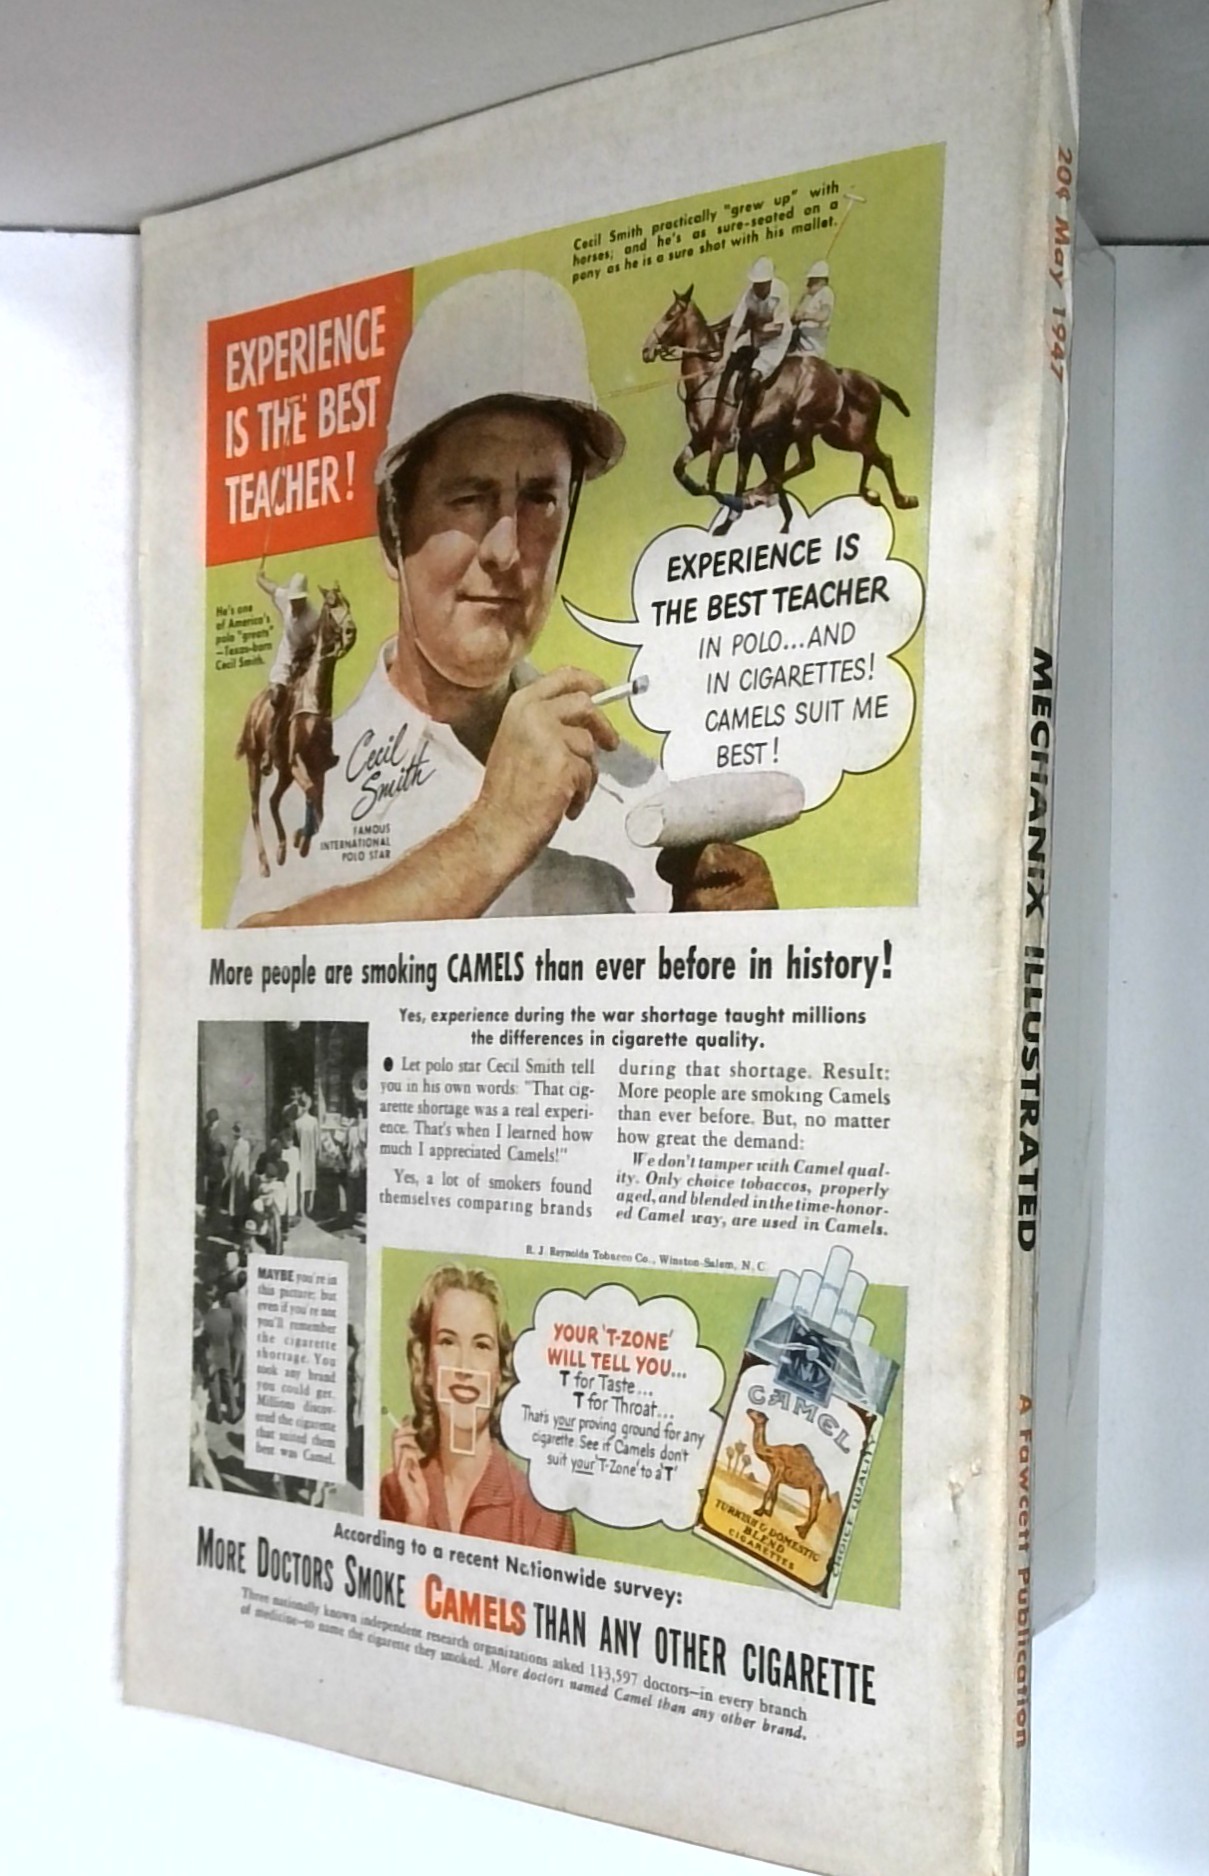 Cecil Smith practically "grew up" with
horses; and he's as sure-seated on a
pony as he is a sure shot with his mallet.
EXPERIENCE
IS THE BEST
TEACHER!
EXPERIENCE IS
THE BEST TEACHER
IN POLO...AND
IN CIGARETTES!
CAMELS SUIT ME
BEST!
He's one
of America's
polo "greats"
—Texas-born
Cecil Smith.
Cecil
Smith
FAMOUS
INTERNATIONAL
POLO STAR
More people are smoking CAMELS than ever before in history!
Yes, experience during the war shortage taught millions
the differences in cigarette quality.
● Let polo star Cecil Smith tell
you in his own words: "That cig-
arette shortage was a real experi-
ence. That's when I learned how
much I appreciated Camels!"
Yes, a lot of smokers found
themselves comparing brands
during that shortage. Result:
More people are smoking Camels
than ever before. But, no matter
how great the demand:
We don't tamper with Camel qual-
ity. Only choice tobaccos, properly
aged, and blended in the time-honor-
ed Camel way, are used in Camels.
R. J. Reynolds Tobacco Co., Winston-Salem, N. C.
MAYBE you're in
this picture; but
even if you're not
you'll remember
the cigarette
shortage. You
took any brand
you could get.
Millions discov-
ered the cigarette
that suited them
best was Camel.
YOUR 'T-ZONE'
WILL TELL YOU...
T for Taste...
T for Throat...
That's your proving ground for any
cigarette. See if Camels don't
suit your 'T-Zone' to a 'T'
CAMEL
TURKISH & DOMESTIC
BLEND
CIGARETTES
CHOICE QUALITY
According to a recent Nationwide survey:
MORE DOCTORS SMOKE CAMELS THAN ANY OTHER CIGARETTE
Three nationally known independent research organizations asked 113,597 doctors—in every branch
of medicine—to name the cigarette they smoked. More doctors named Camel than any other brand.
20¢ May 1947
MECHANIX ILLUSTRATED
A Fawcett Publication